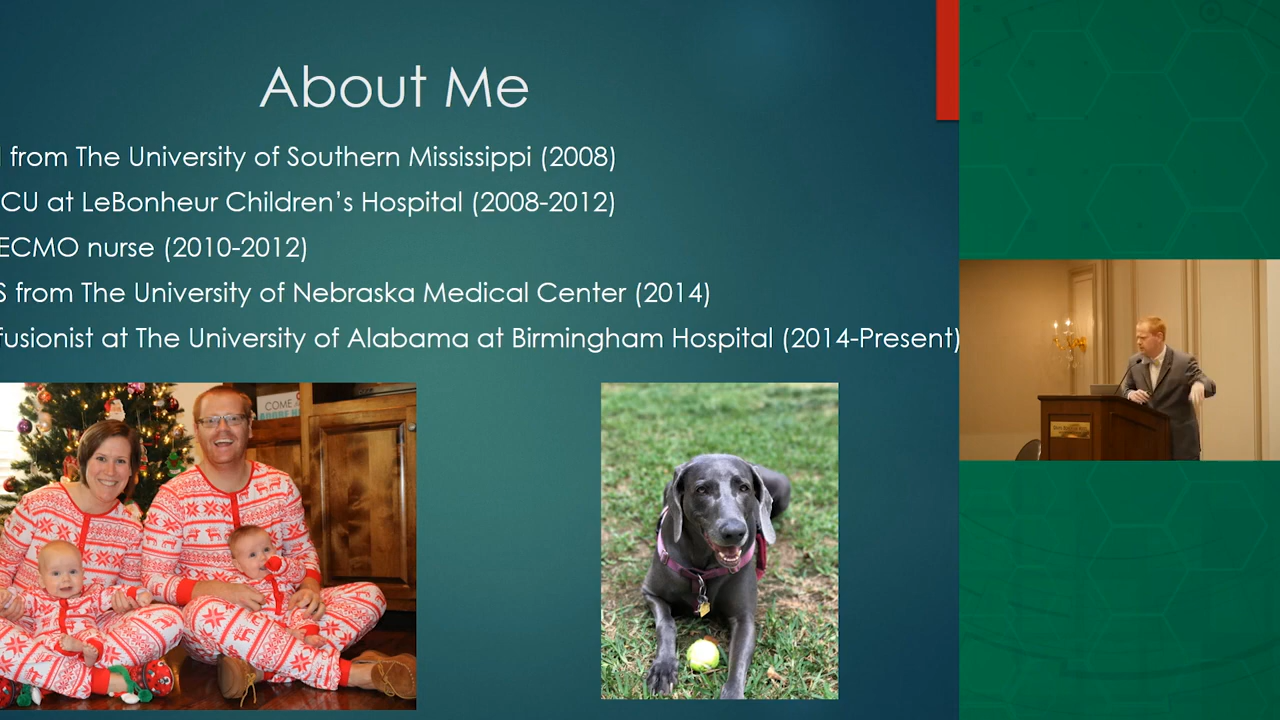 About Me
from The University of Southern Mississippi (2008)
CU at LeBonheur Children's Hospital (2008-2012)
ECMO nurse (2010-2012)
S from The University of Nebraska Medical Center (2014)
fusionist at The University of Alabama at Birmingham Hospital (2014-Present)
COME